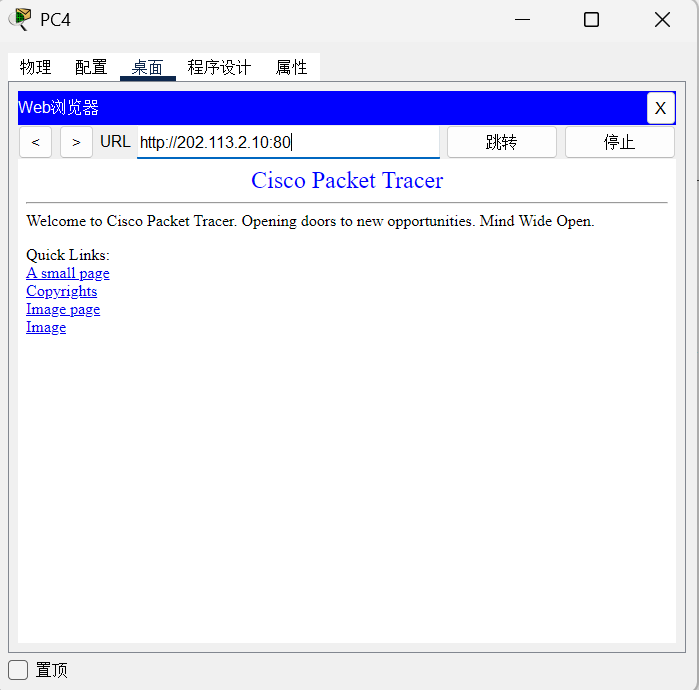 PC4
物理 配置 桌面 程序设计 属性
Web浏览器 X
< > URL http://202.113.2.10:80 跳转 停止
Cisco Packet Tracer
Welcome to Cisco Packet Tracer. Opening doors to new opportunities. Mind Wide Open.
Quick Links:
A small page
Copyrights
Image page
Image
置顶